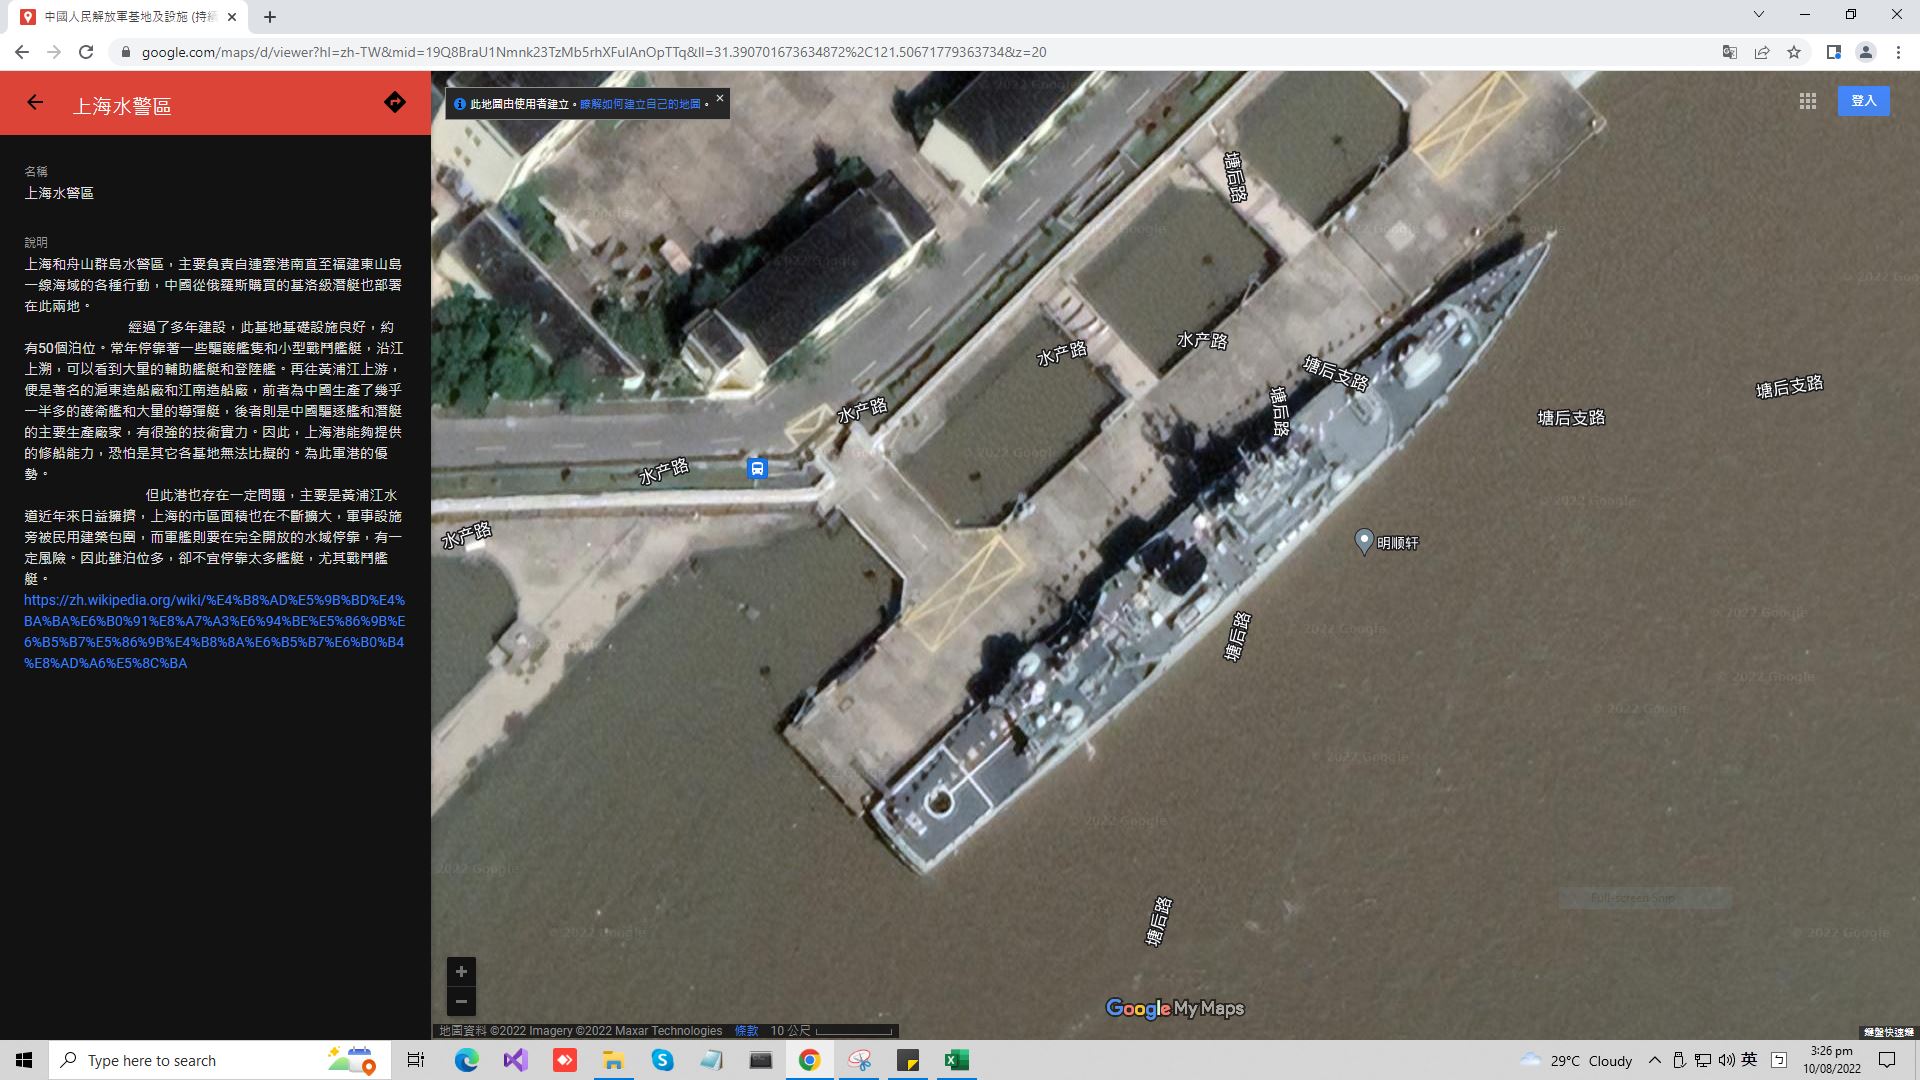 中國人民解放軍基地及設施 (持續
google.com/maps/d/viewer?hl=zh-TW&mid=19Q8BraU1Nmnk23TzMb5rhXFulAnOpTTq&ll=31.390701673634872%2C121.506717793637​34&z=20
上海水警區
名稱
上海水警區
說明
上海和舟山群島水警區，主要負責自連雲港南直至福建東山島
一線海域的各種行動，中國從俄羅斯購買的基洛級潛艇也部署
在此兩地。
經過了多年建設，此基地基礎設施良好，約
有50個泊位。常年停靠著一些驅護艦隻和小型戰鬥艦艇，沿江
上溯，可以看到大量的輔助艦艇和登陸艦。再往黃浦江上游，
便是著名的滬東造船廠和江南造船廠，前者為中國生產了幾乎
一半多的護衛艦和大量的導彈艇，後者則是中國驅逐艦和潛艇
的主要生產廠家，有很強的技術實力。因此，上海港能夠提供
的修船能力，恐怕是其它各基地無法比擬的。為此軍港的優
勢。
但此港也存在一定問題，主要是黃浦江水
道近年來日益擁擠，上海的市區面積也在不斷擴大，軍事設施
旁被民用建築包圍，而軍艦則要在完全開放的水域停靠，有一
定風險。因此雖泊位多，卻不宜停靠太多艦艇，尤其戰鬥艦
艇。
https://zh.wikipedia.org/wiki/%E4%B8%AD%E5%9B%BD%E4%
BA%BA%E6%B0%91%E8%A7%A3%E6%94%BE%E5%86%9B%E
6%B5%B7%E5%86%9B%E4%B8%8A%E6%B5%B7%E6%B0%B4
%E8%AD%A6%E5%8C%BA
此地圖由使用者建立。瞭解如何建立自己的地圖。
登入
塘后路
水产路
水产路
塘后支路
塘后支路
塘后路
水产路
塘后支路
水产路
水产路
明顺轩
塘后路
塘后路
Full-screen Snip
© 2022 Google
Google My Maps
地圖資料 ©2022 Imagery ©2022 Maxar Technologies 條款 10 公尺
鍵盤快速鍵
Type here to search
29°C Cloudy
英
3:26 pm
10/08/2022